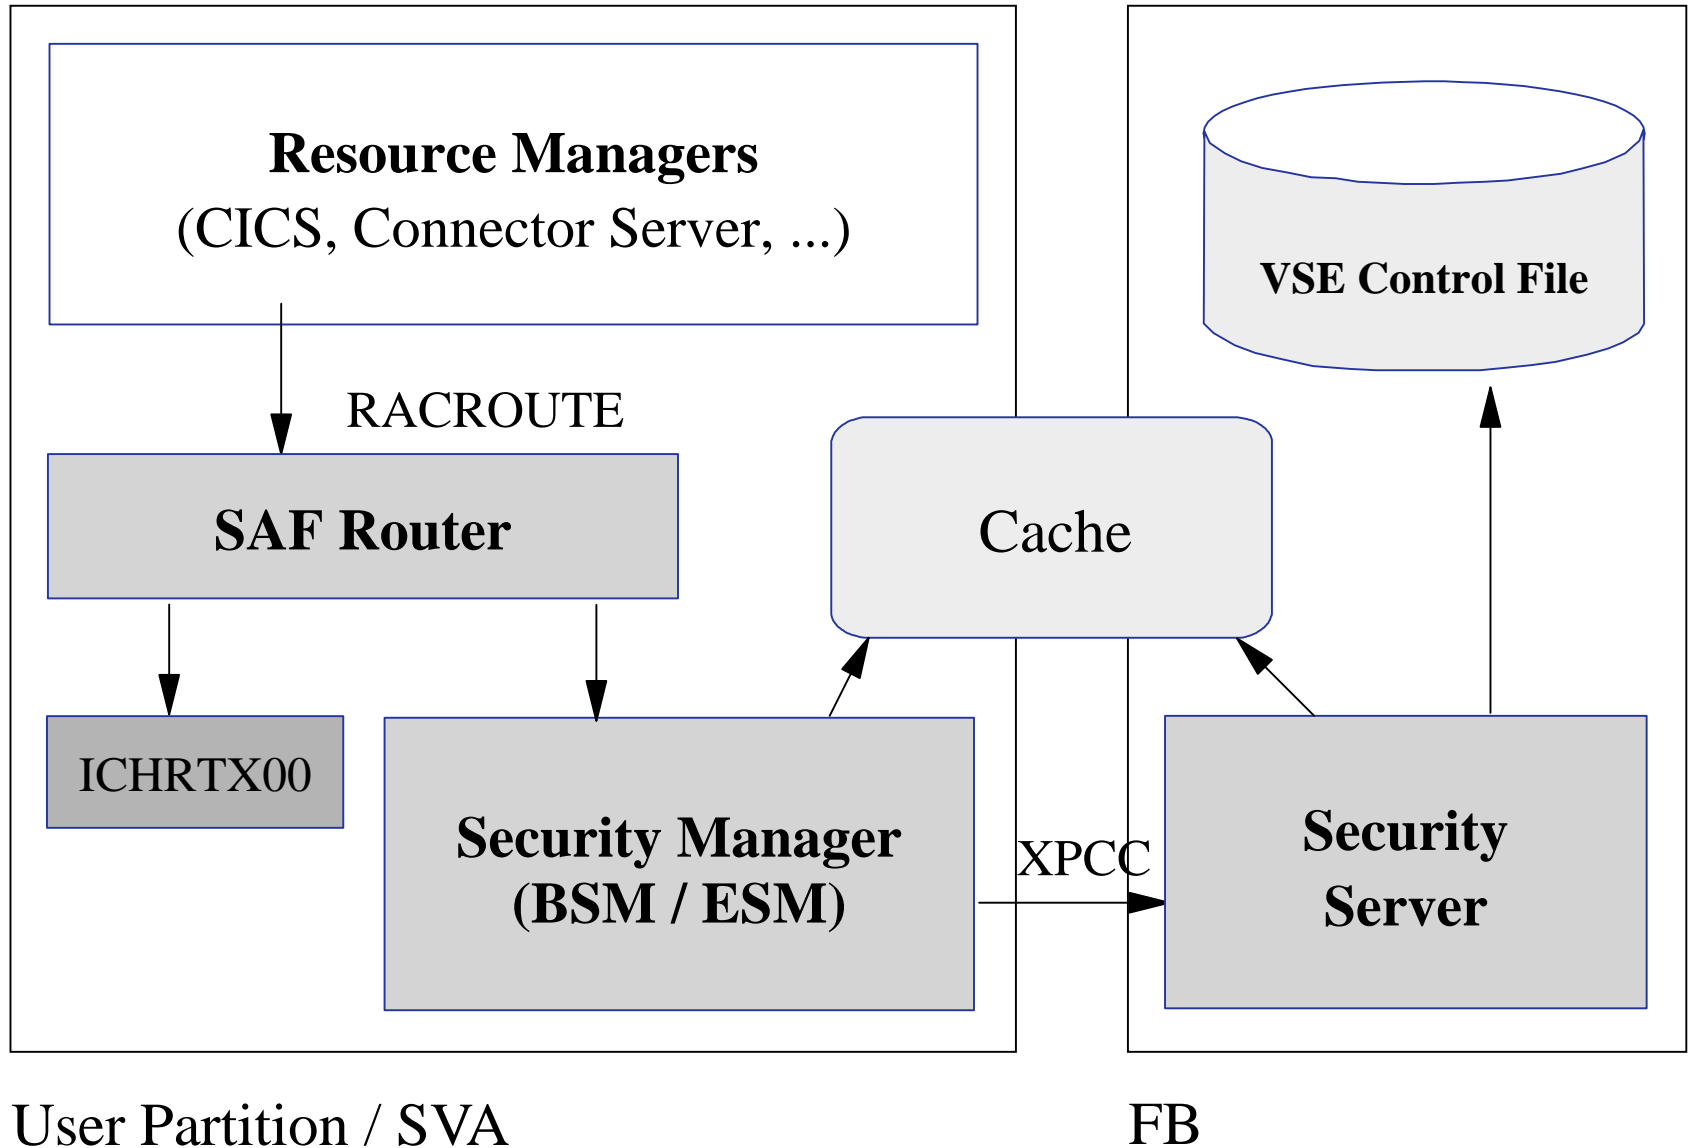 Resource Managers
(CICS, Connector Server, ...)
VSE Control File
RACROUTE
SAF Router
Cache
ICHRTX00
Security Manager
(BSM / ESM)
XPCC
Security
Server
User Partition / SVA
FB